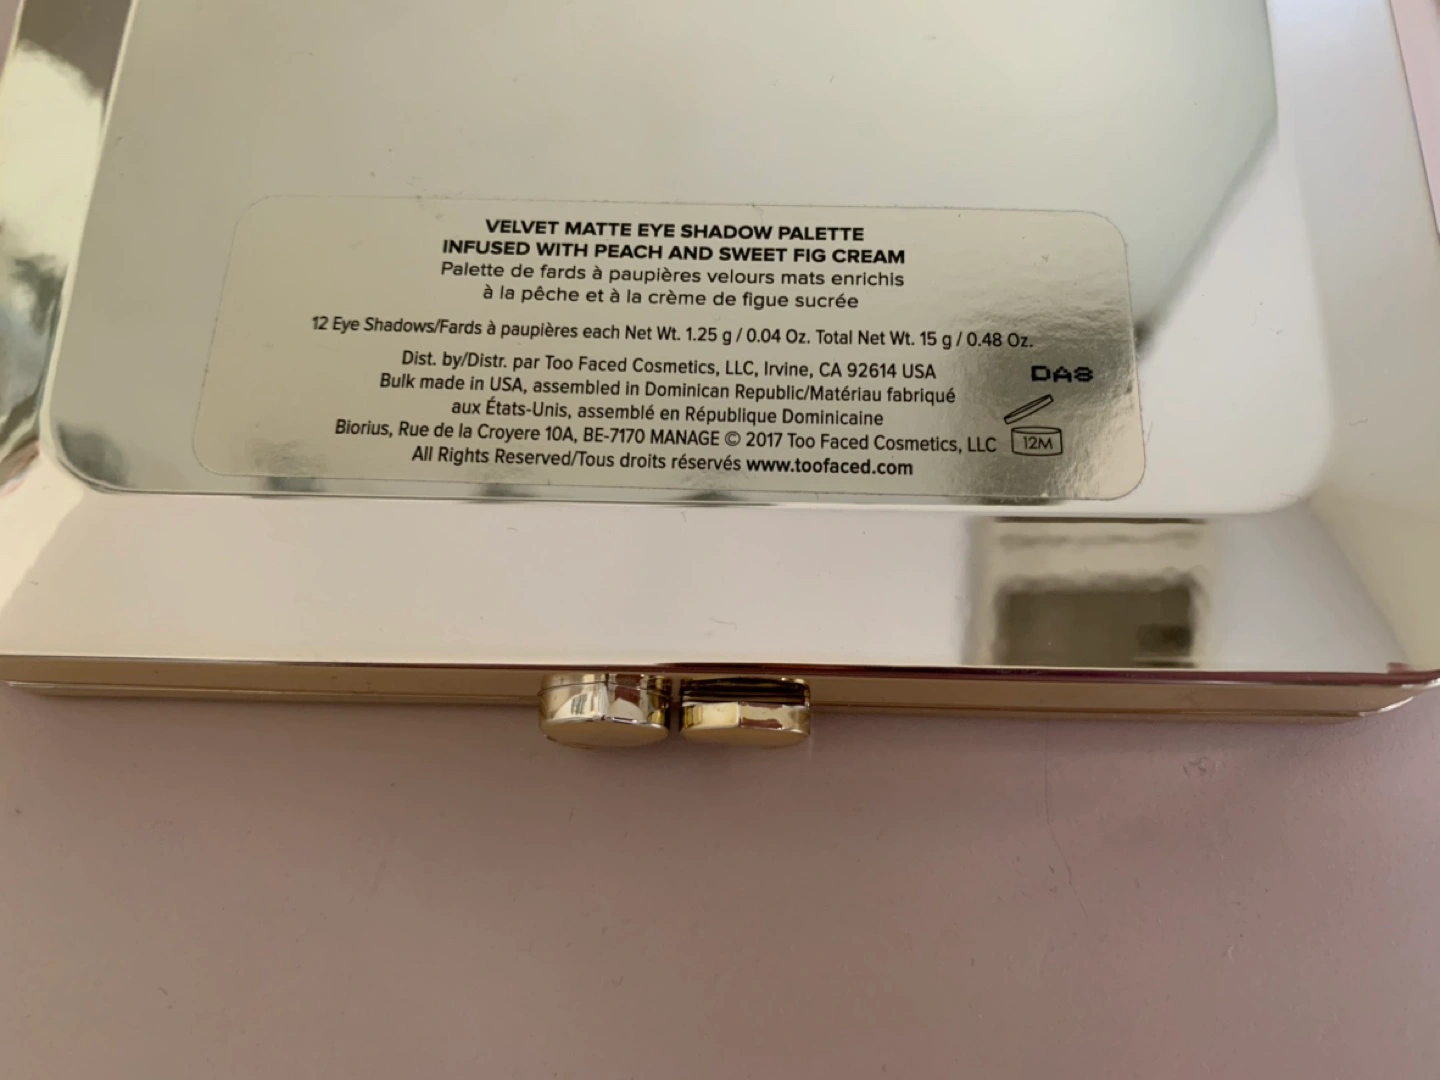 VELVET MATTE EYE SHADOW PALETTE
INFUSED WITH PEACH AND SWEET FIG CREAM
Palette de fards à paupières velours mats enrichis
à la pêche et à la crème de figue sucrée
12 Eye Shadows/Fards à paupières each Net Wt. 1.25 g / 0.04 Oz. Total Net Wt. 15 g / 0.48 Oz.
Dist. by/Distr. par Too Faced Cosmetics, LLC, Irvine, CA 92614 USA
DA8
Bulk made in USA, assembled in Dominican Republic/Matériau fabriqué
aux États-Unis, assemblé en République Dominicaine
Biorius, Rue de la Croyere 10A, BE-7170 MANAGE © 2017 Too Faced Cosmetics, LLC
12M
All Rights Reserved/Tous droits réservés www.toofaced.com